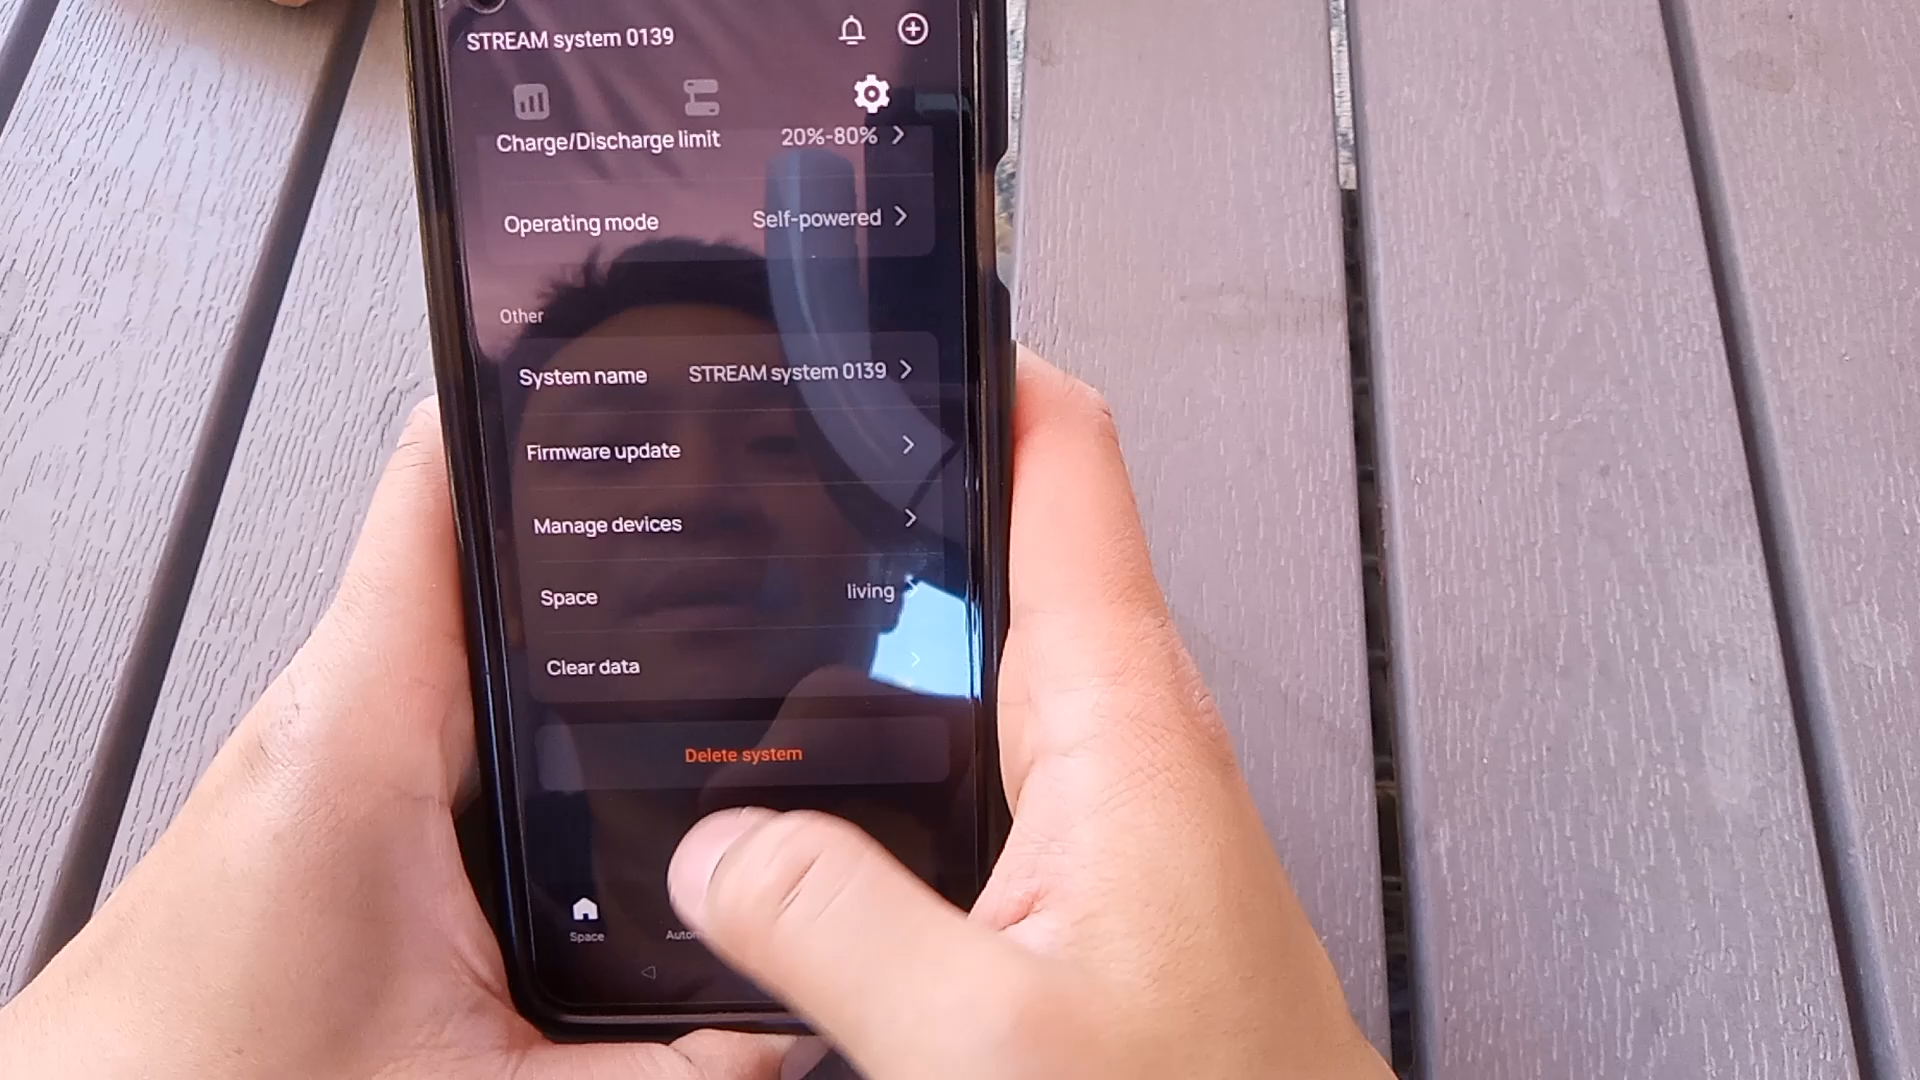 STREAM system 0139
Charge/Discharge limit 20%-80%
Operating mode Self-powered
Other
System name STREAM system 0139
Firmware update
Manage devices
Space living
Clear data
Delete system
Space